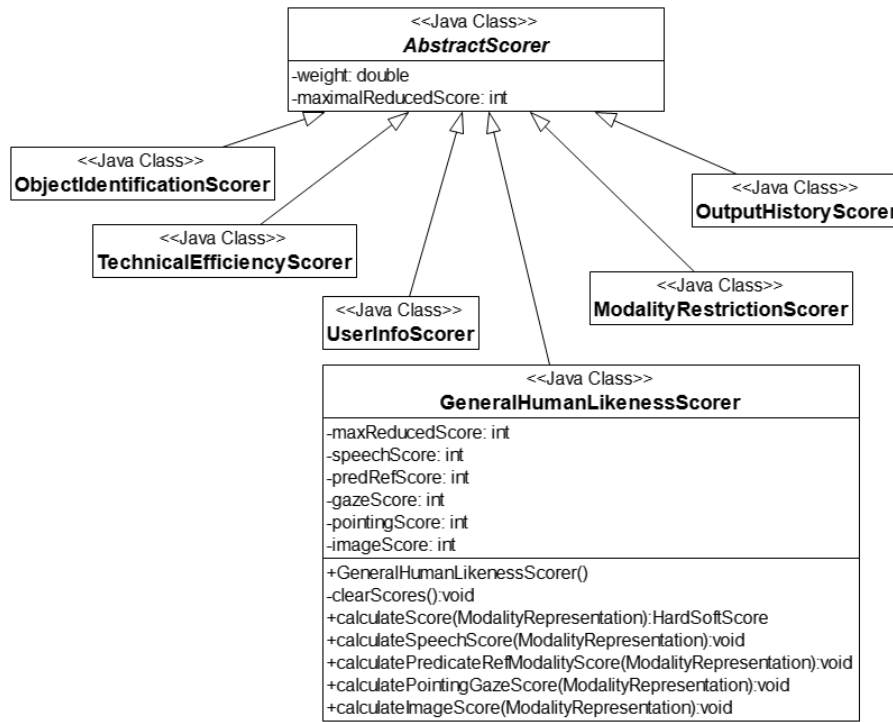 <<Java Class>>
AbstractScorer
-weight: double
-maximalReducedScore: int
<<Java Class>>
ObjectIdentificationScorer
<<Java Class>>
OutputHistoryScorer
<<Java Class>>
TechnicalEfficiencyScorer
<<Java Class>>
ModalityRestrictionScorer
<<Java Class>>
UserInfoScorer
<<Java Class>>
GeneralHumanLikenessScorer
-maxReducedScore: int
-speechScore: int
-predRefScore: int
-gazeScore: int
-pointingScore: int
-imageScore: int
+GeneralHumanLikenessScorer()
-clearScores():void
+calculateScore(ModalityRepresentation):HardSoftScore
+calculateSpeechScore(ModalityRepresentation):void
+calculatePredicateRefModalityScore(ModalityRepresentation):void
+calculatePointingGazeScore(ModalityRepresentation):void
+calculateImageScore(ModalityRepresentation):void